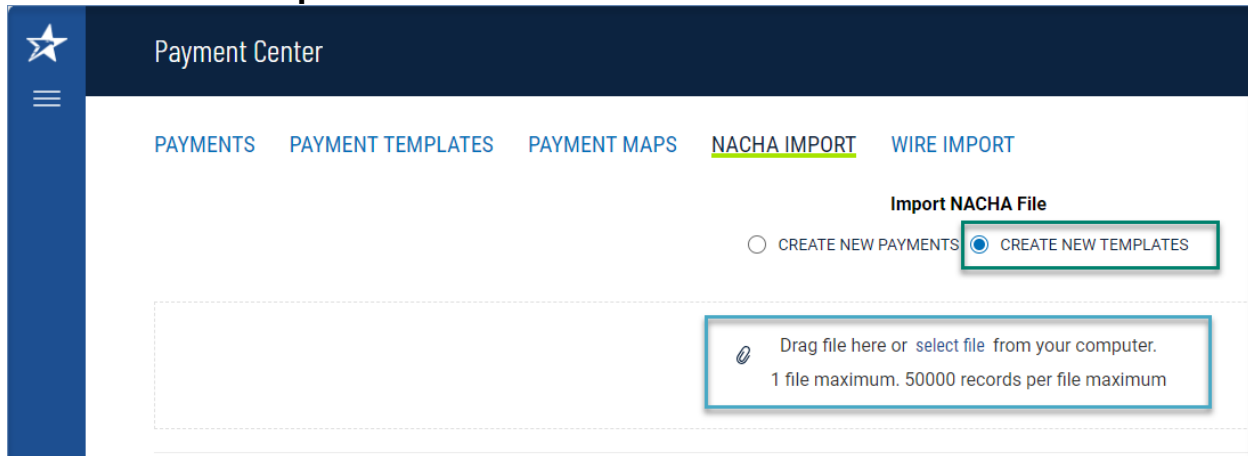 Payment Center
PAYMENTS PAYMENT TEMPLATES PAYMENT MAPS NACHA IMPORT WIRE IMPORT
Import NACHA File
CREATE NEW PAYMENTS CREATE NEW TEMPLATES
Drag file here or select file from your computer.
1 file maximum. 50000 records per file maximum